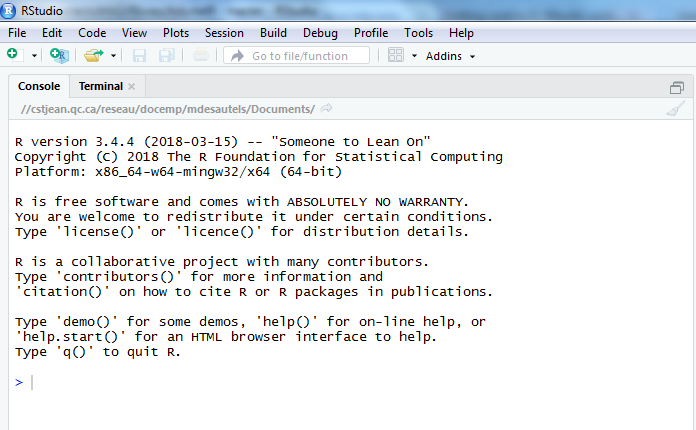 RStudio
File Edit Code View Plots Session Build Debug Profile Tools Help
Go to file/function Addins
Console Terminal
//cstjean.qc.ca/reseau/docemp/mdesautels/Documents/
R version 3.4.4 (2018-03-15) -- "Someone to Lean On"
Copyright (C) 2018 The R Foundation for Statistical Computing
Platform: x86_64-w64-mingw32/x64 (64-bit)
R is free software and comes with ABSOLUTELY NO WARRANTY.
You are welcome to redistribute it under certain conditions.
Type 'license()' or 'licence()' for distribution details.
R is a collaborative project with many contributors.
Type 'contributors()' for more information and
'citation()' on how to cite R or R packages in publications.
Type 'demo()' for some demos, 'help()' for on-line help, or
'help.start()' for an HTML browser interface to help.
Type 'q()' to quit R.
>